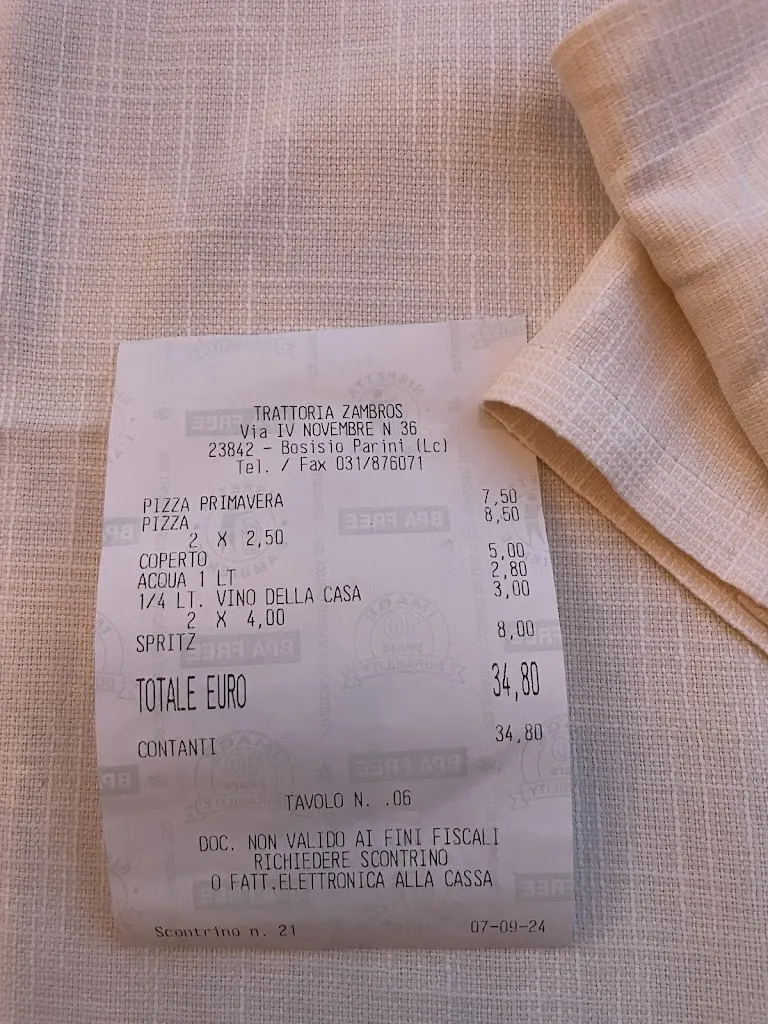 TRATTORIA ZAMBROS
Via IV NOVEMBRE N 36
23842 - Bosisio Parini (Lc)
Tel. / Fax 031/876071
PIZZA PRIMAVERA 7,50
PIZZA 8,50
2 X 2,50
COPERTO 5,00
ACQUA 1 LT 2,80
1/4 LT. VINO DELLA CASA 3,00
2 X 4,00
SPRITZ 8,00
TOTALE EURO 34,80
CONTANTI 34,80
TAVOLO N. .06
DOC. NON VALIDO AI FINI FISCALI
RICHIEDERE SCONTRINO
O FATT.ELETTRONICA ALLA CASSA
Scontrino n. 21 07-09-24